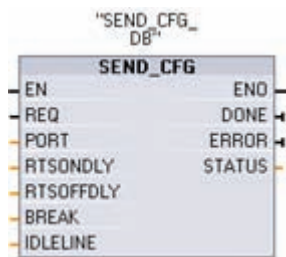 "SEND_CFG_
DB"
SEND_CFG
EN ENO
REQ DONE
PORT ERROR
RTSONDLY STATUS
RTSOFFDLY
BREAK
IDLELINE